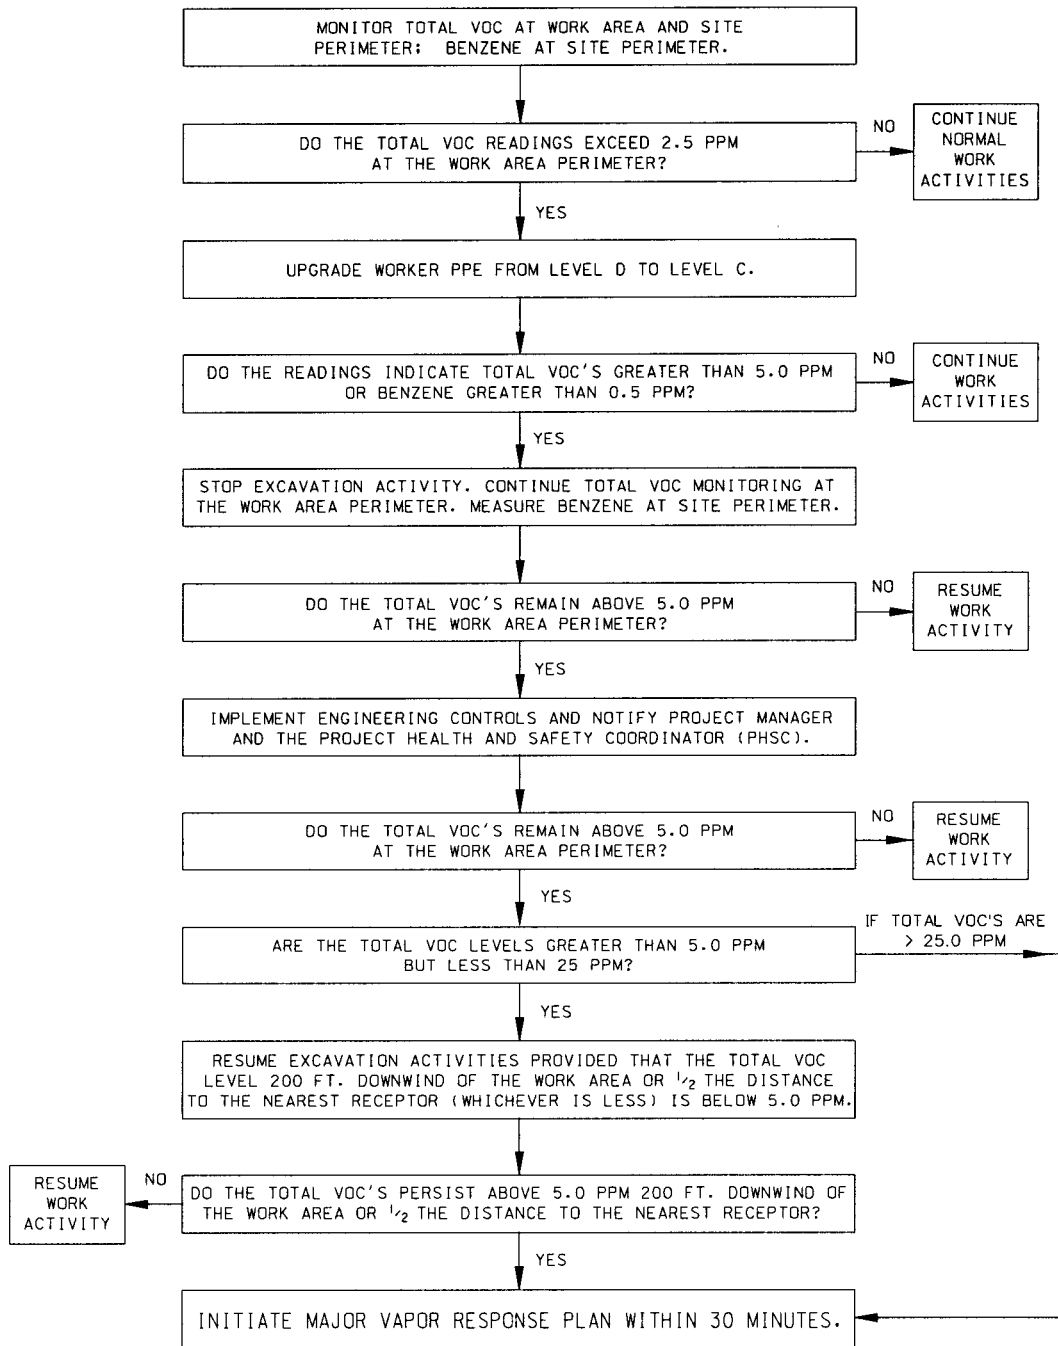 MONITOR TOTAL VOC AT WORK AREA AND SITE
PERIMETER: BENZENE AT SITE PERIMETER.
DO THE TOTAL VOC READINGS EXCEED 2.5 PPM
AT THE WORK AREA PERIMETER?
NO
CONTINUE
NORMAL
WORK
ACTIVITIES
YES
UPGRADE WORKER PPE FROM LEVEL D TO LEVEL C.
DO THE READINGS INDICATE TOTAL VOC'S GREATER THAN 5.0 PPM
OR BENZENE GREATER THAN 0.5 PPM?
NO
CONTINUE
WORK
ACTIVITIES
YES
STOP EXCAVATION ACTIVITY. CONTINUE TOTAL VOC MONITORING AT
THE WORK AREA PERIMETER. MEASURE BENZENE AT SITE PERIMETER.
DO THE TOTAL VOC'S REMAIN ABOVE 5.0 PPM
AT THE WORK AREA PERIMETER?
NO
RESUME
WORK
ACTIVITY
YES
IMPLEMENT ENGINEERING CONTROLS AND NOTIFY PROJECT MANAGER
AND THE PROJECT HEALTH AND SAFETY COORDINATOR (PHSC).
DO THE TOTAL VOC'S REMAIN ABOVE 5.0 PPM
AT THE WORK AREA PERIMETER?
NO
RESUME
WORK
ACTIVITY
YES
ARE THE TOTAL VOC LEVELS GREATER THAN 5.0 PPM
BUT LESS THAN 25 PPM?
IF TOTAL VOC'S ARE
> 25.0 PPM
YES
RESUME EXCAVATION ACTIVITIES PROVIDED THAT THE TOTAL VOC
LEVEL 200 FT. DOWNWIND OF THE WORK AREA OR 1/2 THE DISTANCE
TO THE NEAREST RECEPTOR (WHICHEVER IS LESS) IS BELOW 5.0 PPM.
DO THE TOTAL VOC'S PERSIST ABOVE 5.0 PPM 200 FT. DOWNWIND OF
THE WORK AREA OR 1/2 THE DISTANCE TO THE NEAREST RECEPTOR?
NO
RESUME
WORK
ACTIVITY
YES
INITIATE MAJOR VAPOR RESPONSE PLAN WITHIN 30 MINUTES.